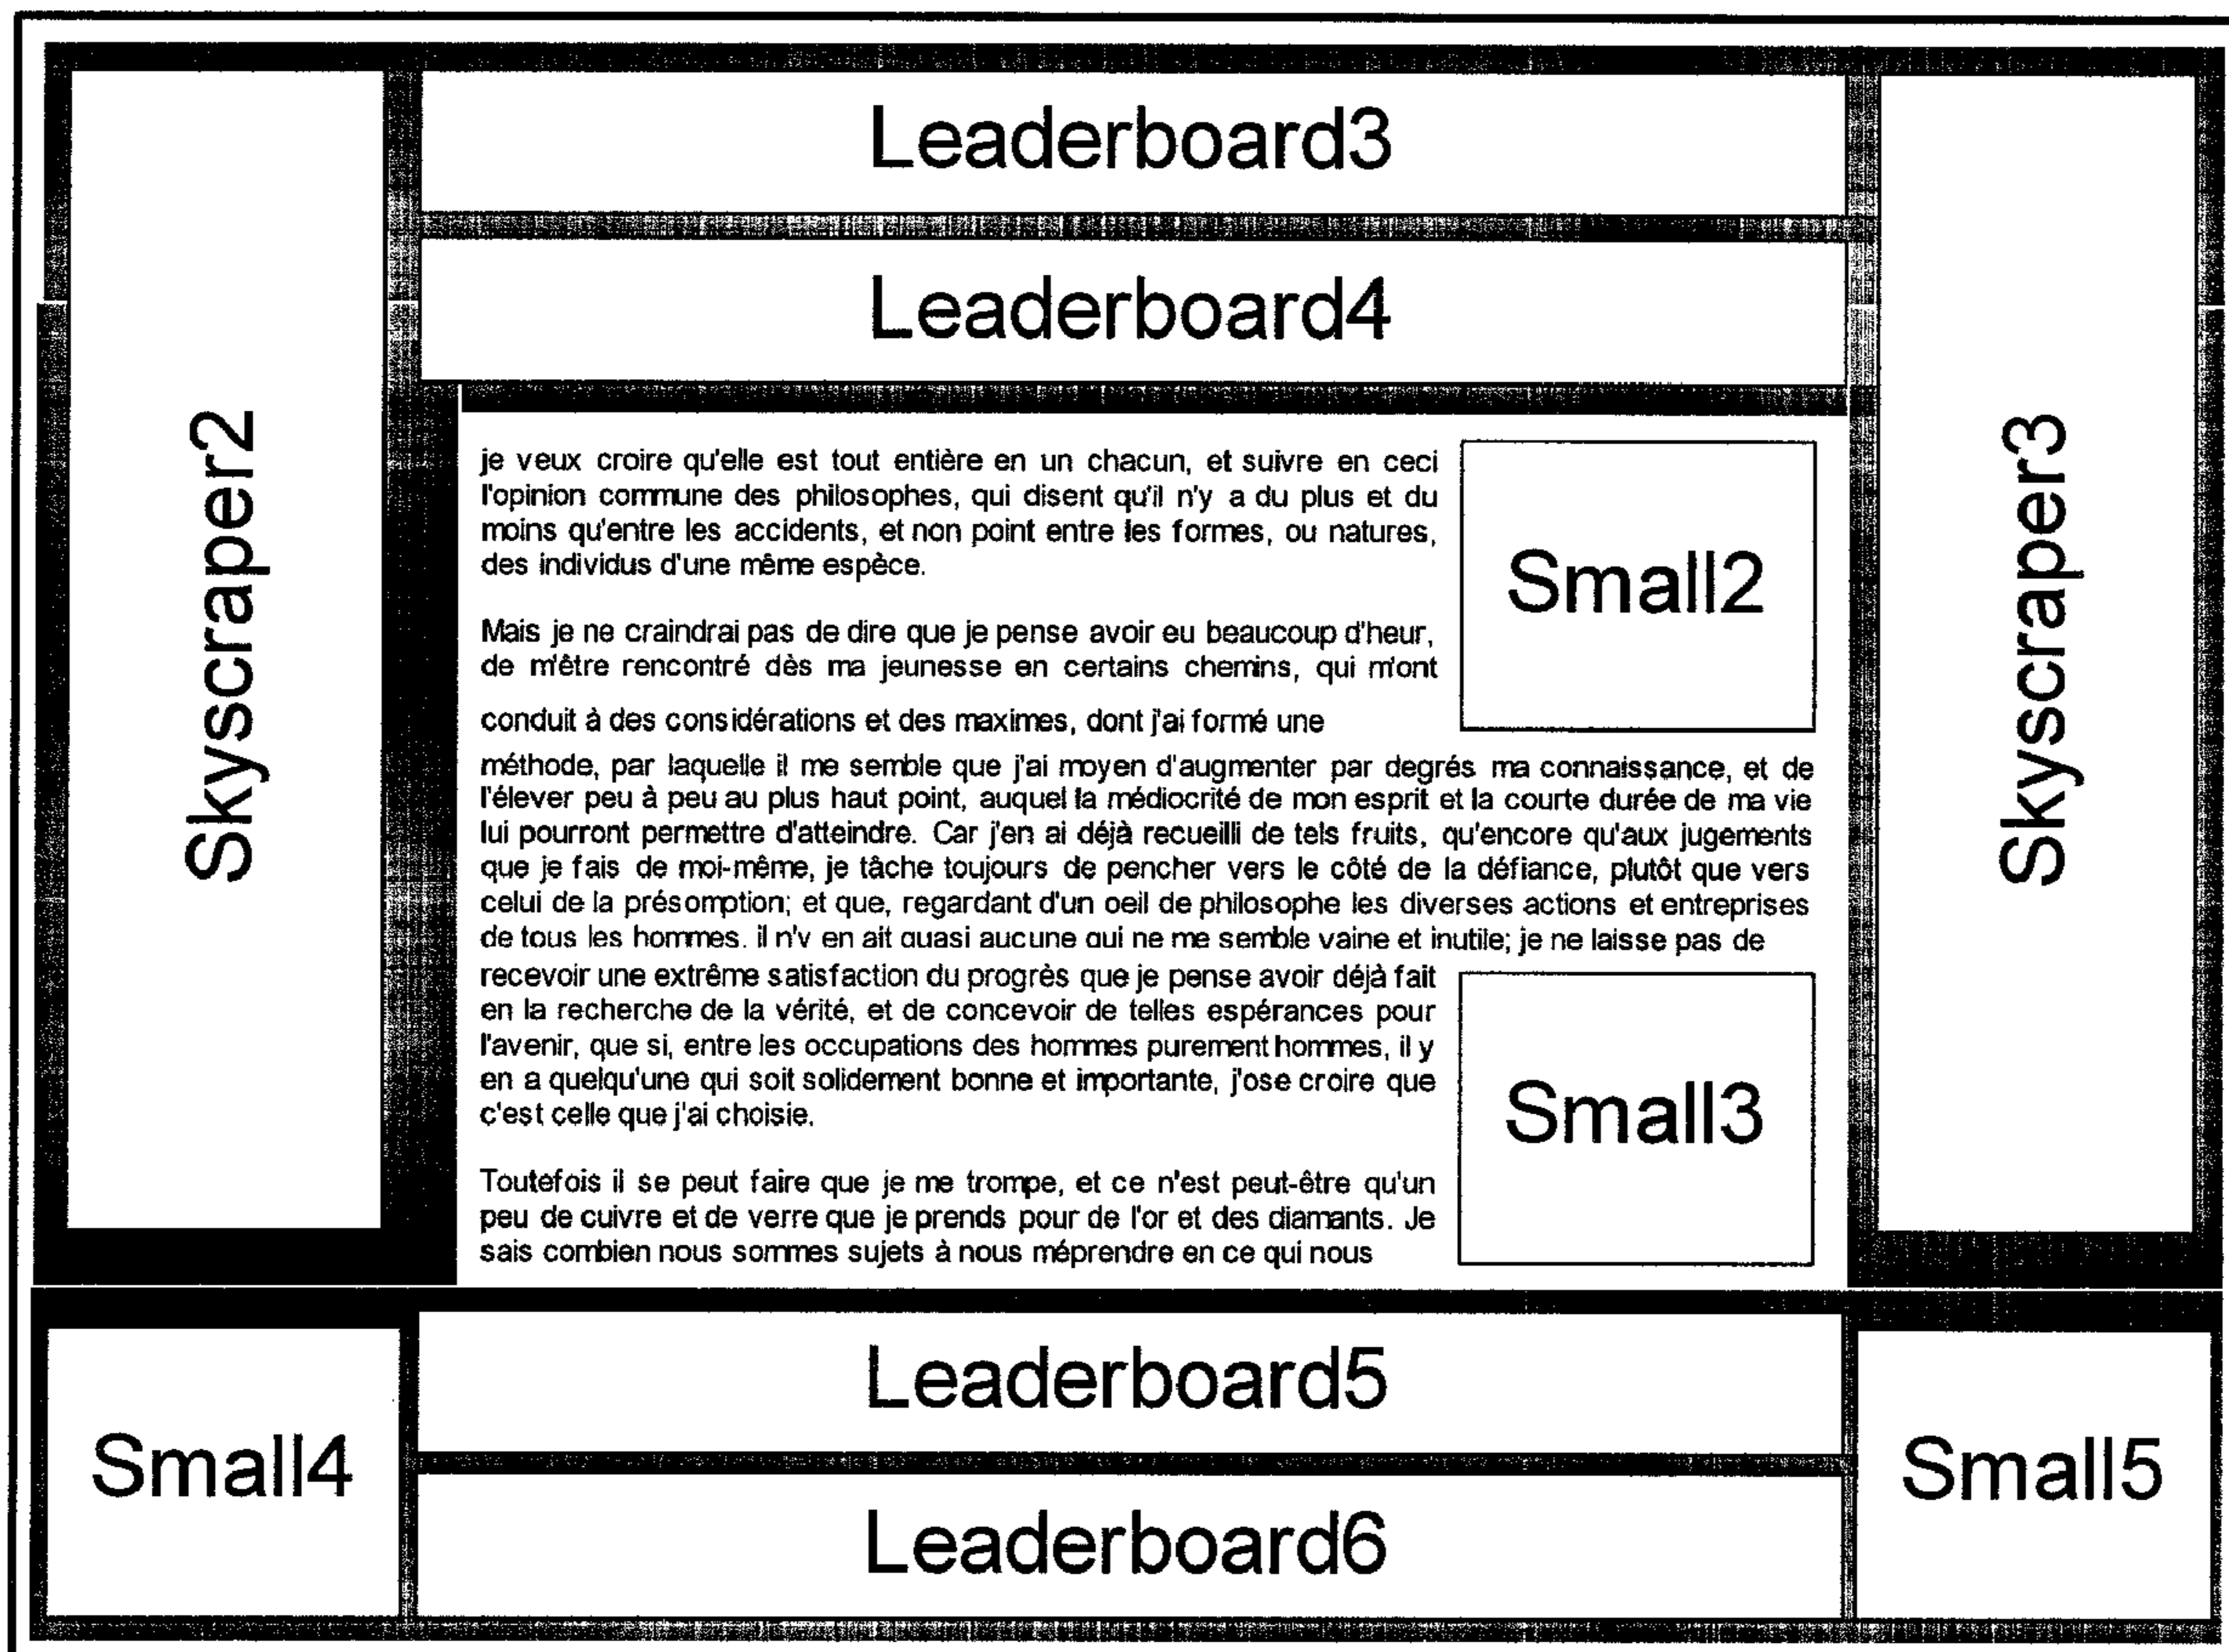 Leaderboard3
Leaderboard4
Skyscraper2
je veux croire qu'elle est tout entière en un chacun, et suivre en ceci
l'opinion commune des philosophes, qui disent qu'il n'y a du plus et du
moins qu'entre les accidents, et non point entre les formes, ou natures,
des individus d'une même espèce.
Mais je ne craindrai pas de dire que je pense avoir eu beaucoup d'heur,
de m'être rencontré dès ma jeunesse en certains chemins, qui m'ont
conduit à des considérations et des maximes, dont j'ai formé une
Small2
méthode, par laquelle il me semble que j'ai moyen d'augmenter par degrés ma connaissance, et de
l'élever peu à peu au plus haut point, auquel la médiocrité de mon esprit et la courte durée de ma vie
lui pourront permettre d'atteindre. Car j'en ai déjà recueilli de tels fruits, qu'encore qu'aux jugements
que je fais de moi-même, je tâche toujours de pencher vers le côté de la défiance, plutôt que vers
celui de la présomption; et que, regardant d'un oeil de philosophe les diverses actions et entreprises
de tous les hommes. il n'y en ait quasi aucune qui ne me semble vaine et inutile; je ne laisse pas de
recevoir une extrême satisfaction du progrès que je pense avoir déjà fait
en la recherche de la vérité, et de concevoir de telles espérances pour
l'avenir, que si, entre les occupations des hommes purement hommes, il y
en a quelqu'une qui soit solidement bonne et importante, j'ose croire que
c'est celle que j'ai choisie.
Toutefois il se peut faire que je me trompe, et ce n'est peut-être qu'un
peu de cuivre et de verre que je prends pour de l'or et des diamants. Je
sais combien nous sommes sujets à nous méprendre en ce qui nous
Small3
Skyscraper3
Small4
Leaderboard5
Leaderboard6
Small5